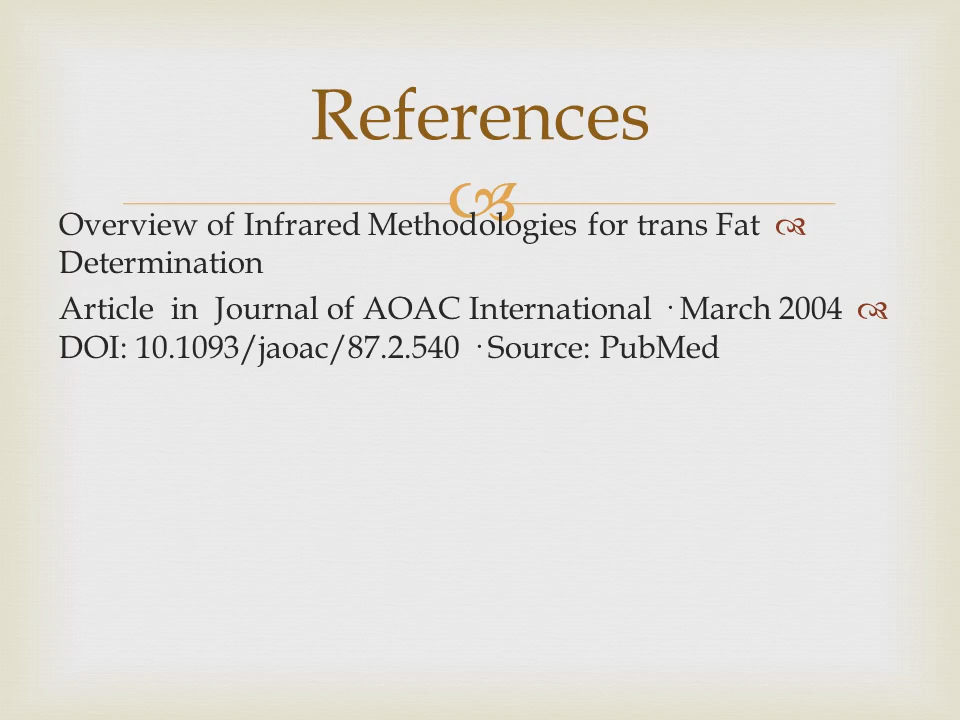 References
Overview of Infrared Methodologies for trans Fat
Determination
Article in Journal of AOAC International · March 2004
DOI: 10.1093/jaoac/87.2.540 · Source: PubMed